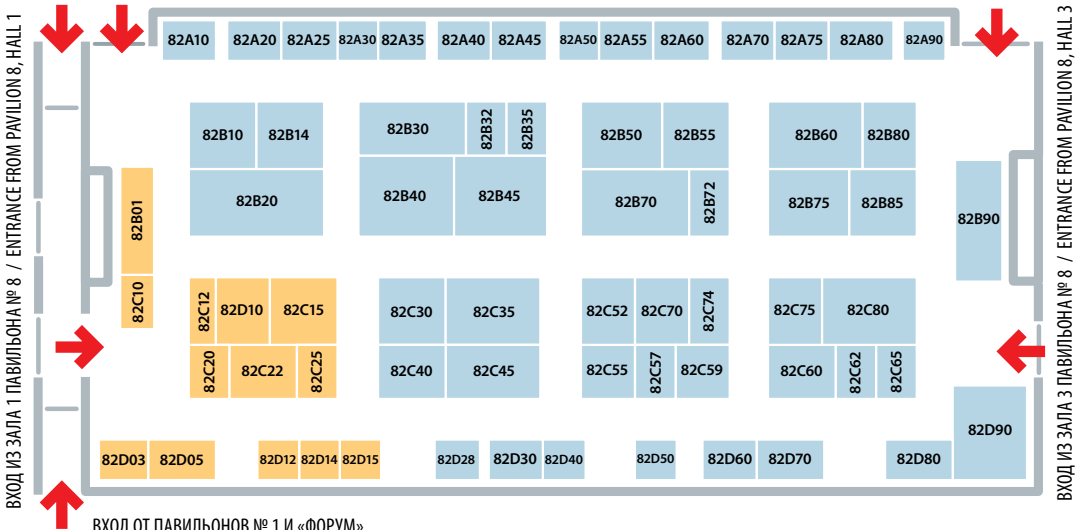 ВХОД ИЗ ЗАЛА 1 ПАВИЛЬОНА № 8 / ENTRANCE FROM PAVILION 8, HALL 1
82A10 82A20 82A25 82A30 82A35 82A40 82A45 82A50 82A55 82A60 82A70 82A75 82A80 82A90
82B10 82B14 82B30 82B32 82B35 82B50 82B55 82B60 82B80
82B01 82B20 82B40 82B45 82B70 82B72 82B75 82B85 82B90
82C10 82C12 82D10 82C15 82C30 82C35 82C52 82C70 82C74 82C75 82C80
82C20 82C22 82C25 82C40 82C45 82C55 82C57 82C59 82C60 82C62 82C65
82D03 82D05 82D12 82D14 82D15 82D28 82D30 82D40 82D50 82D60 82D70 82D80 82D90
ВХОД ИЗ ЗАЛА 3 ПАВИЛЬОНА № 8 / ENTRANCE FROM PAVILION 8, HALL 3
ВХОД ОТ ПАВИЛЬОНОВ № 1 И «ФОРУМ»